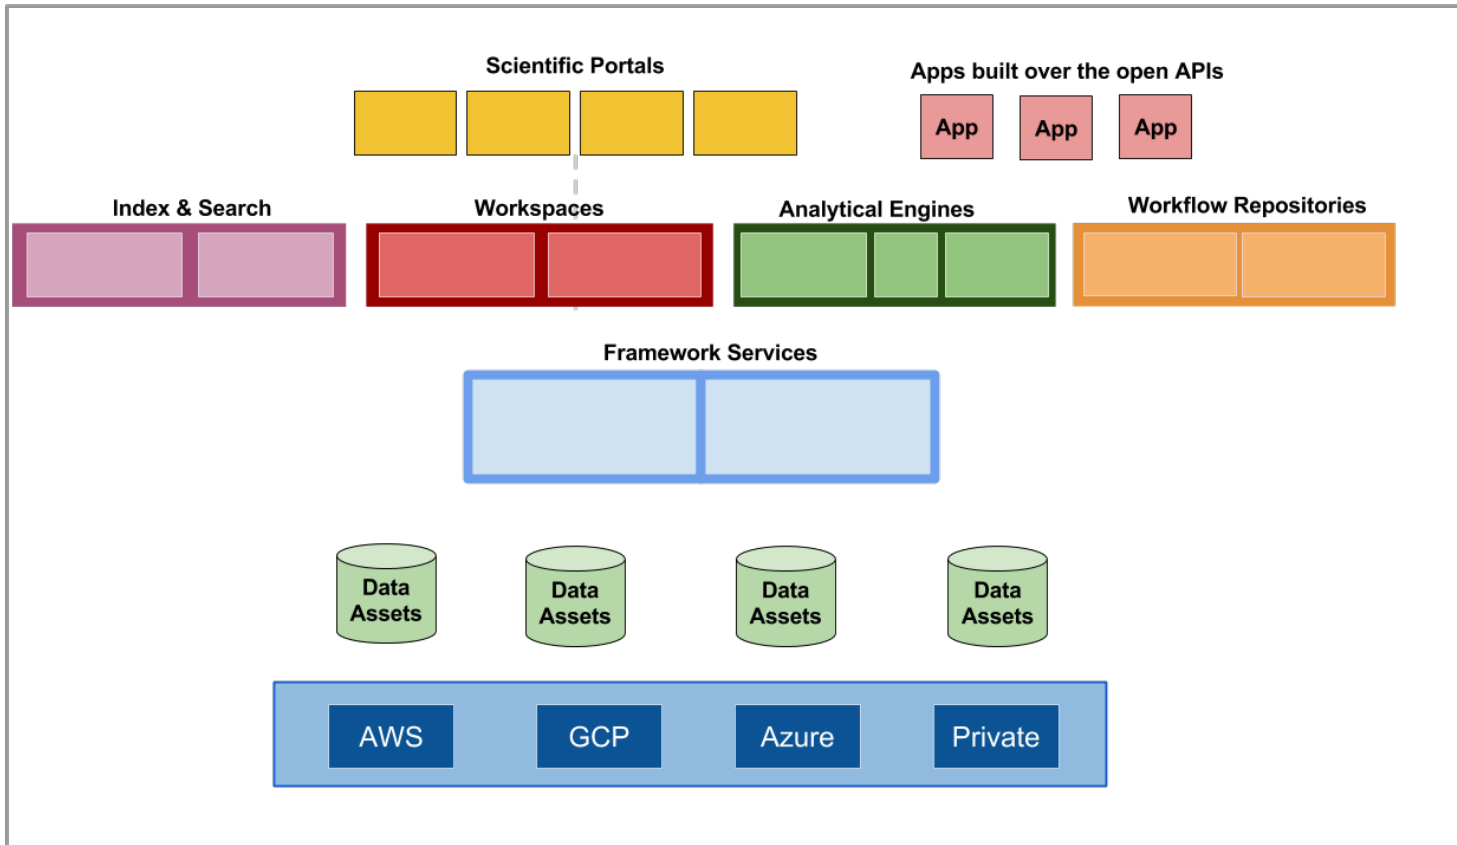 Scientific Portals
Apps built over the open APIs
App
App
App
Index & Search
Workspaces
Analytical Engines
Workflow Repositories
Framework Services
Data
Assets
Data
Assets
Data
Assets
Data
Assets
AWS
GCP
Azure
Private